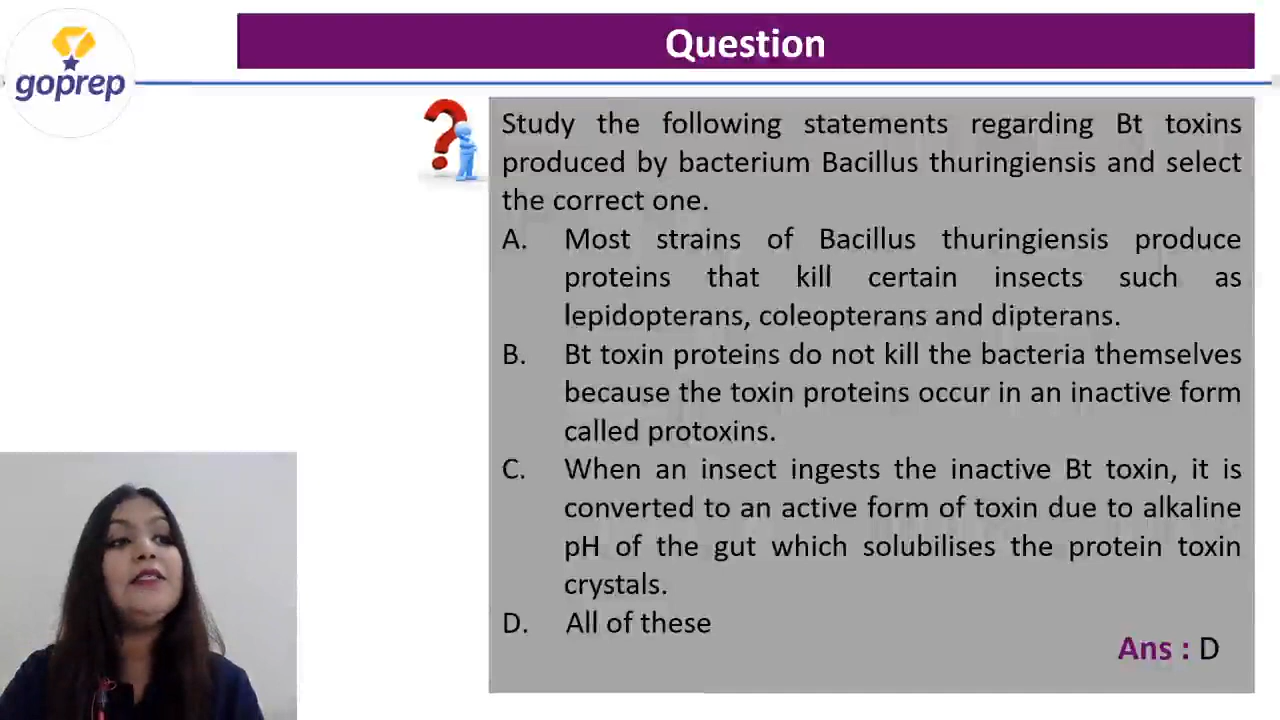 goprep
Question
Study the following statements regarding Bt toxins
produced by bacterium Bacillus thuringiensis and select
the correct one.
A. Most strains of Bacillus thuringiensis produce
proteins that kill certain insects such as
lepidopterans, coleopterans and dipterans.
B. Bt toxin proteins do not kill the bacteria themselves
because the toxin proteins occur in an inactive form
called protoxins.
C. When an insect ingests the inactive Bt toxin, it is
converted to an active form of toxin due to alkaline
pH of the gut which solubilises the protein toxin
crystals.
D. All of these
Ans : D